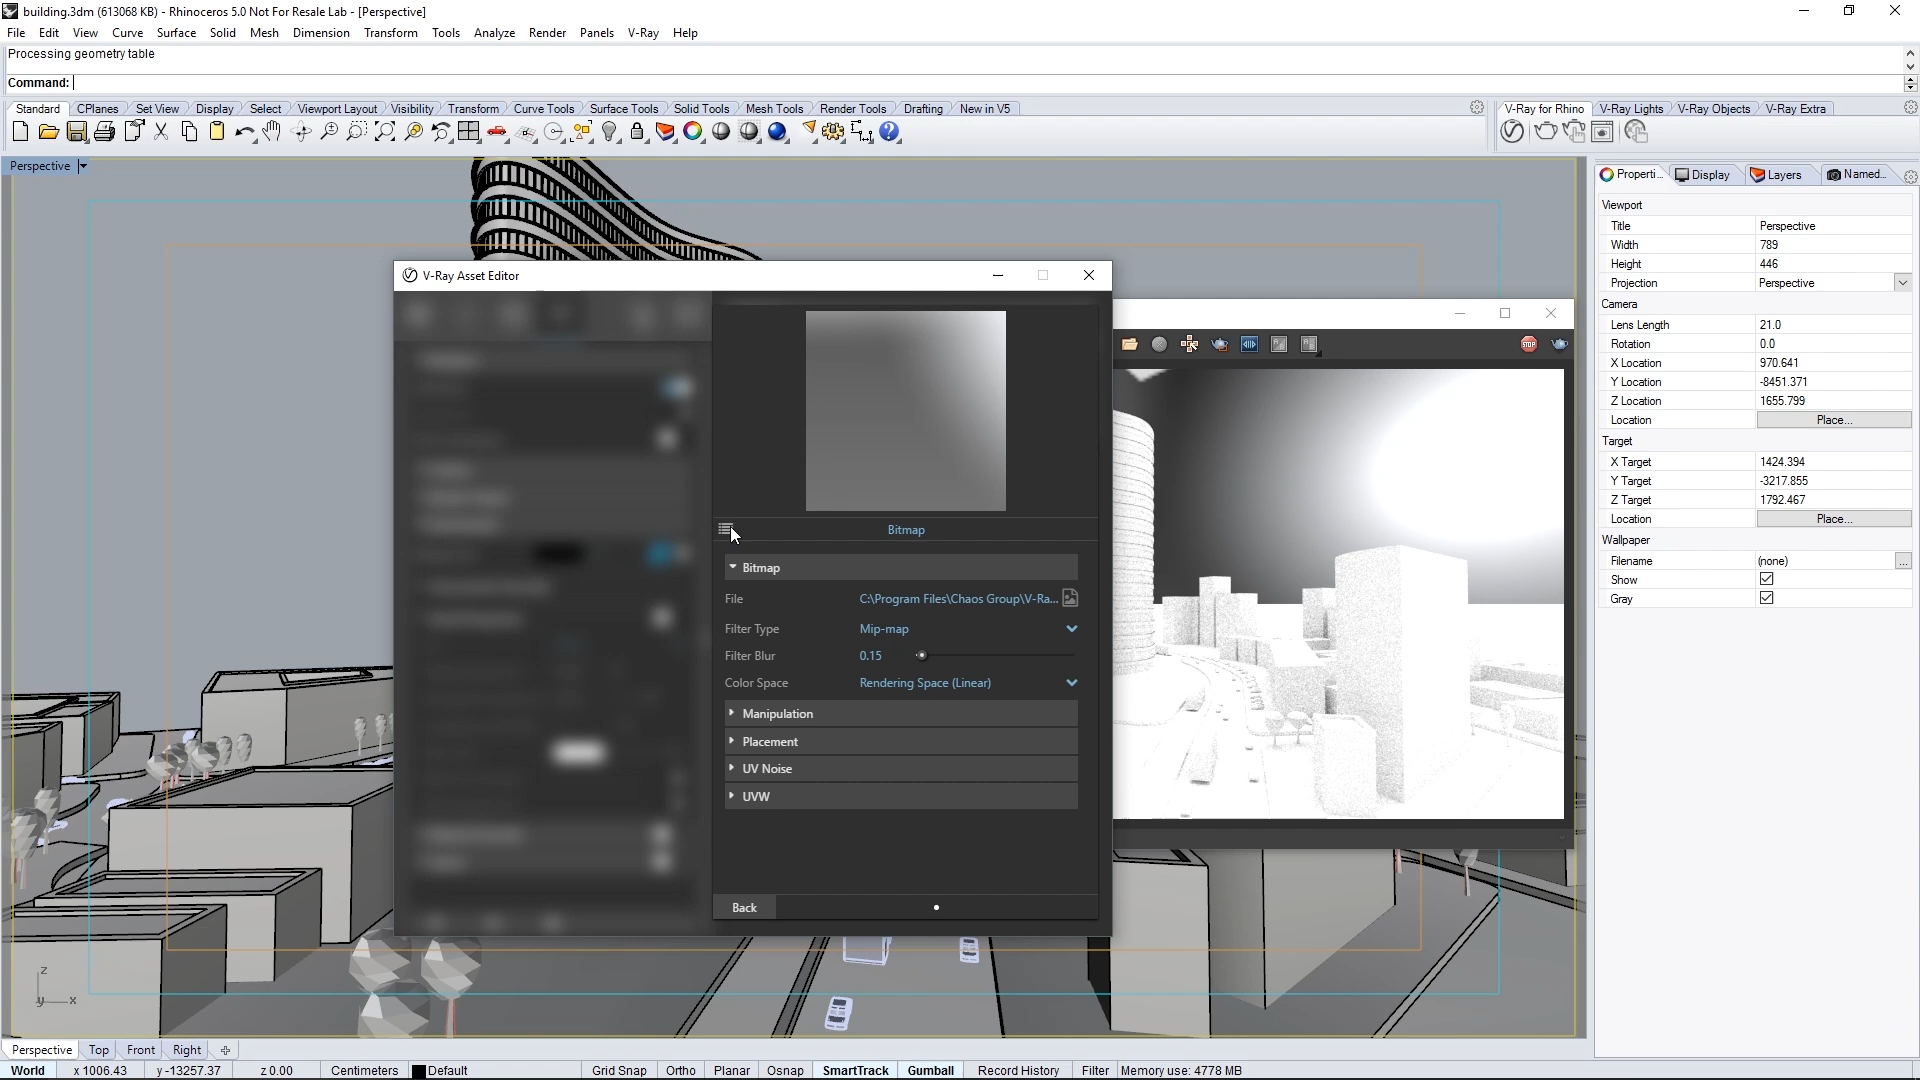 building.3dm (613068 KB) - Rhinoceros 5.0 Not For Resale Lab - [Perspective]
File Edit View Curve Surface Solid Mesh Dimension Transform Tools Analyze Render Panels V-Ray Help
Processing geometry table
Command:
Standard CPlanes Set View Display Select Viewport Layout Visibility Transform Curve Tools Surface Tools Solid Tools Mesh Tools Render Tools Drafting New in V5
V-Ray for Rhino V-Ray Lights V-Ray Objects V-Ray Extra
Perspective
Properti... Display Layers Named...
Viewport
Title Perspective
Width 789
Height 446
Projection Perspective
Camera
Lens Length 21.0
Rotation 0.0
X Location 970.641
Y Location -8451.371
Z Location 1655.799
Location Place...
Target
X Target 1424.394
Y Target -3217.855
Z Target 1792.467
Location Place...
Wallpaper
Filename (none) ...
Show
Gray
V-Ray Asset Editor
Bitmap
Bitmap
File C:\Program Files\Chaos Group\V-Ra...
Filter Type Mip-map
Filter Blur 0.15
Color Space Rendering Space (Linear)
Manipulation
Placement
UV Noise
UVW
Back
STOP
z
y x
Perspective Top Front Right
World x 1006.43 y -13257.37 z 0.00 Centimeters Default Grid Snap Ortho Planar Osnap SmartTrack Gumball Record History Filter Memory use: 4778 MB